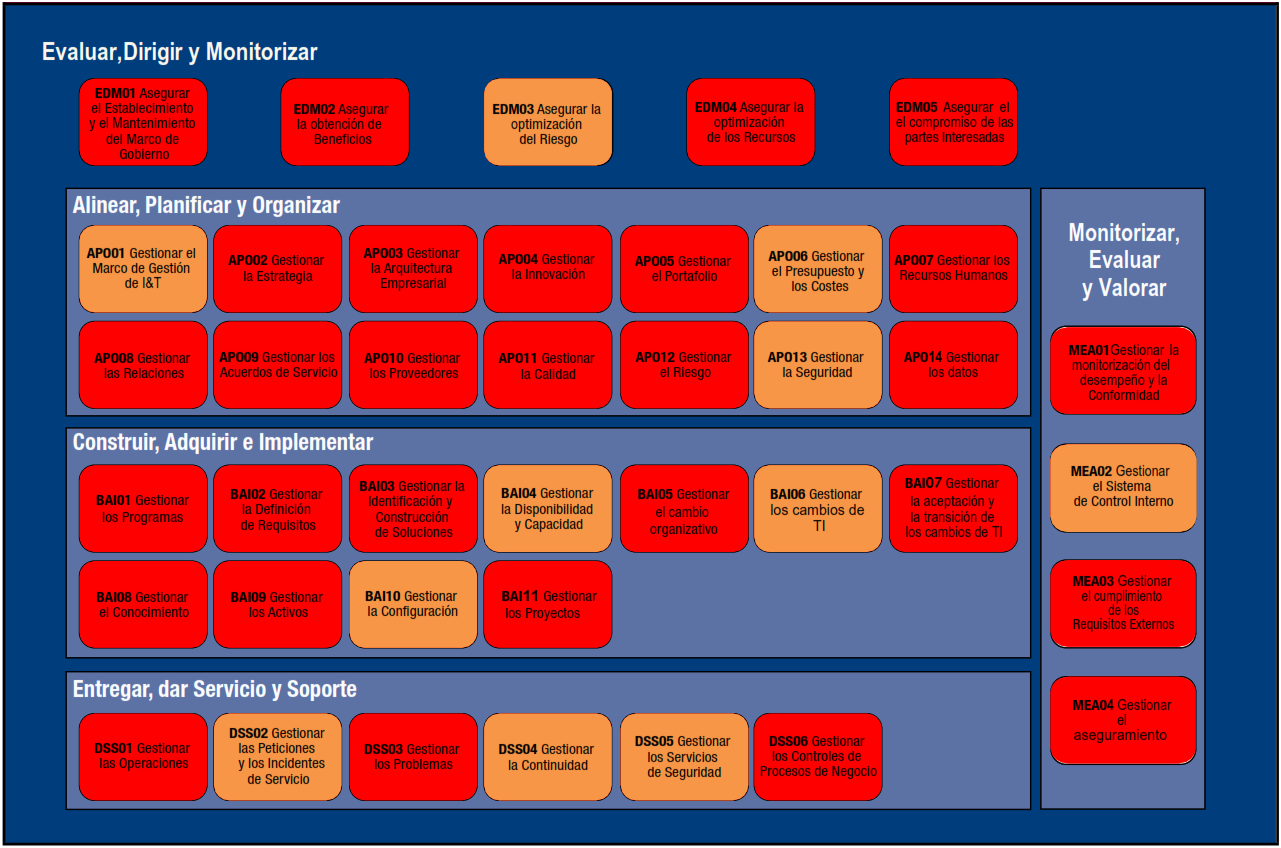 Evaluar,Dirigir y Monitorizar
EDM01 Asegurar
el Establecimiento
y el Mantenimiento
del Marco de
Gobierno
EDM02 Asegurar
la obtención de
Beneficios
EDM03 Asegurar la
optimización
del Riesgo
EDM04 Asegurar la
optimización
de los Recursos
EDM05 Asegurar el
el compromiso de las
partes Interesadas
Alinear, Planificar y Organizar
APO01 Gestionar el
Marco de Gestión
de I&T
APO02 Gestionar
la Estrategia
APO03 Gestionar
la Arquitectura
Empresarial
APO04 Gestionar
la Innovación
APO05 Gestionar
el Portafolio
APO06 Gestionar
el Presupuesto y
los Costes
APO07 Gestionar los
Recursos Humanos
APO08 Gestionar
las Relaciones
APO09 Gestionar los
Acuerdos de Servicio
APO10 Gestionar
los Proveedores
APO11 Gestionar
la Calidad
APO12 Gestionar
el Riesgo
APO13 Gestionar
la Seguridad
APO14 Gestionar
los datos
Construir, Adquirir e Implementar
BAI01 Gestionar
los Programas
BAI02 Gestionar
la Definición
de Requisitos
BAI03 Gestionar la
Identificación y
Construcción
de Soluciones
BAI04 Gestionar
la Disponibilidad
y Capacidad
BAI05 Gestionar
el cambio
organizativo
BAI06 Gestionar
los cambios de
TI
BAI07 Gestionar
la aceptación y
la transición de
los cambios de TI
BAI08 Gestionar
el Conocimiento
BAI09 Gestionar
los Activos
BAI10 Gestionar
la Configuración
BAI11 Gestionar
los Proyectos
Entregar, dar Servicio y Soporte
DSS01 Gestionar
las Operaciones
DSS02 Gestionar
las Peticiones
y los Incidentes
de Servicio
DSS03 Gestionar
los Problemas
DSS04 Gestionar
la Continuidad
DSS05 Gestionar
los Servicios
de Seguridad
DSS06 Gestionar
los Controles de
Procesos de Negocio
Monitorizar,
Evaluar
y Valorar
MEA01Gestionar la
monitorización del
desempeño y la
Conformidad
MEA02 Gestionar
el Sistema
de Control Interno
MEA03 Gestionar
el cumplimiento
de los
Requisitos Externos
MEA04 Gestionar
el
aseguramiento